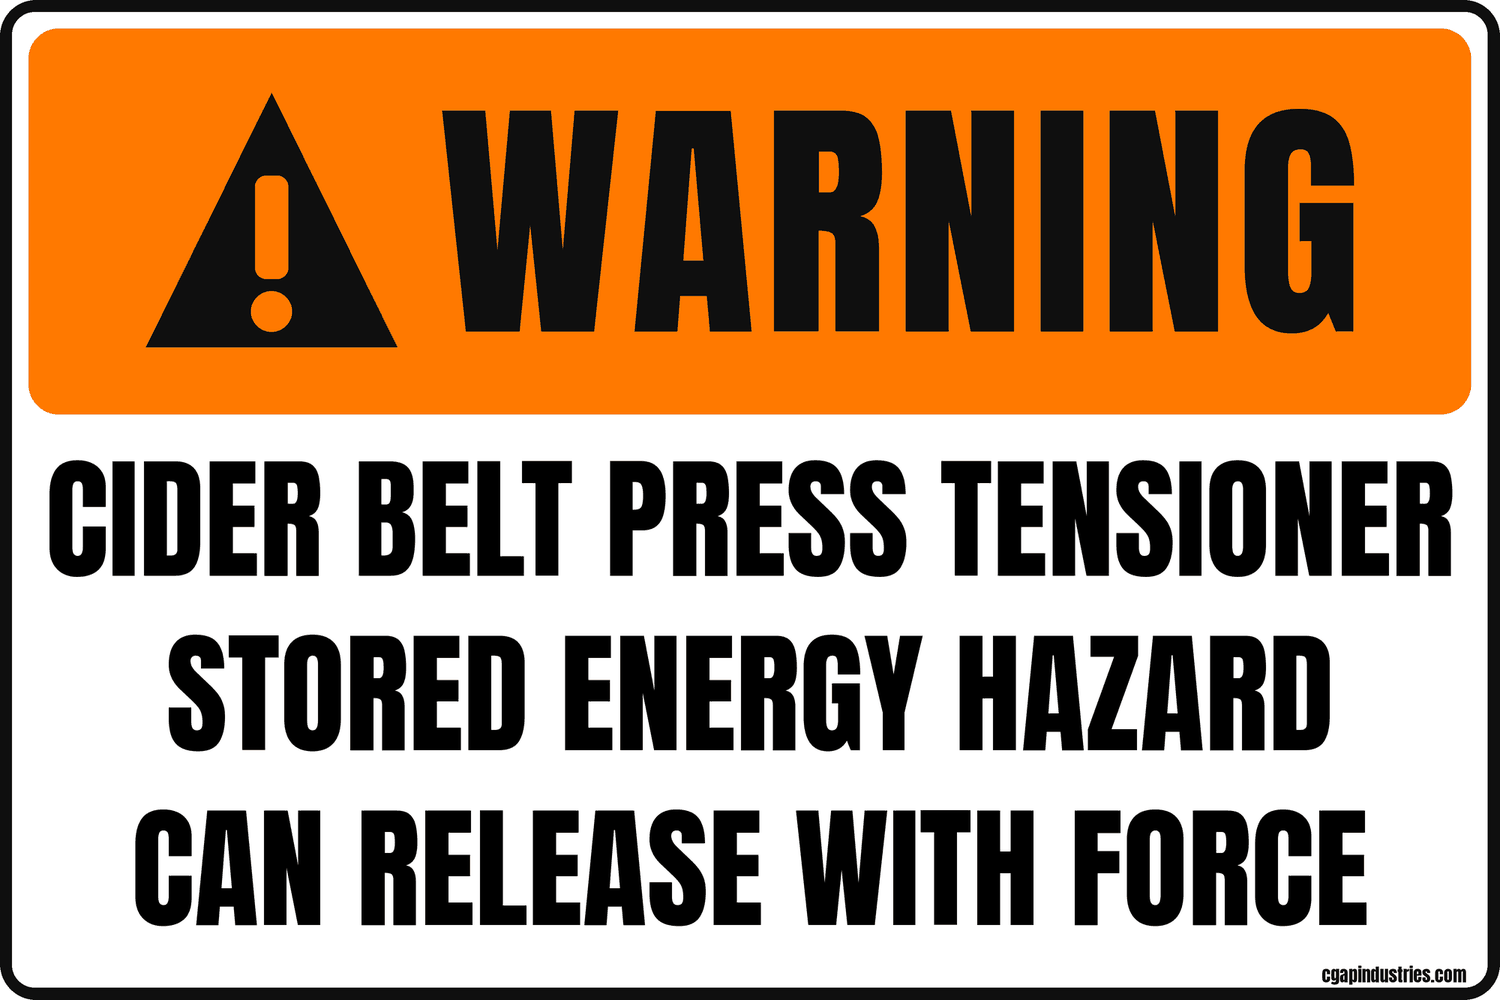 WARNING
CIDER BELT PRESS TENSIONER
STORED ENERGY HAZARD
CAN RELEASE WITH FORCE
cgapindustries.com